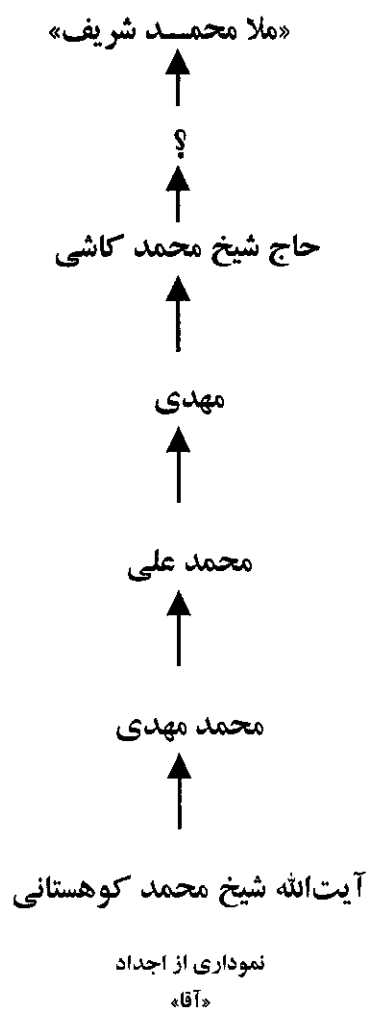 «ملا محمـــد شریف»
؟
حاج شیخ محمد کاشی
مهدی
محمد علی
محمد مهدی
آیت‌الله شیخ محمد کوهستانی
نموداری از اجداد
«آقا»